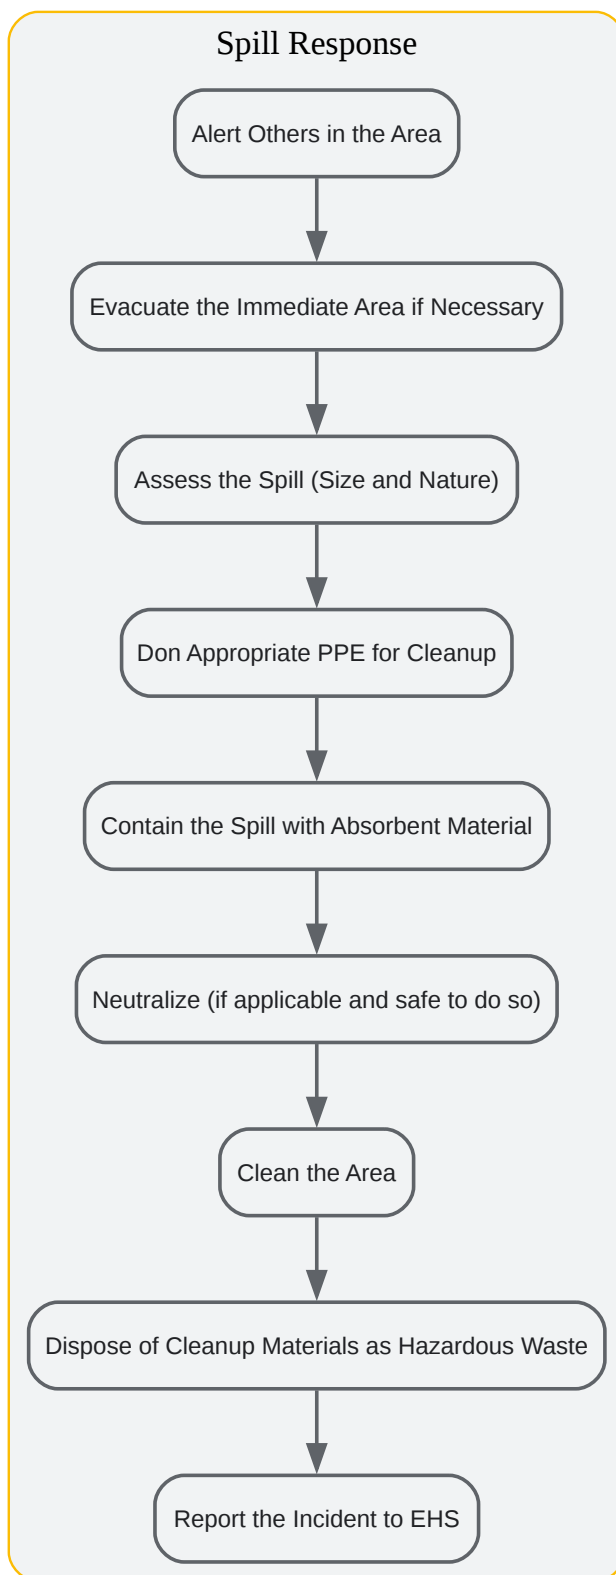 Spill Response
Alert Others in the Area
Evacuate the Immediate Area if Necessary
Assess the Spill (Size and Nature)
Don Appropriate PPE for Cleanup
Contain the Spill with Absorbent Material
Neutralize (if applicable and safe to do so)
Clean the Area
Dispose of Cleanup Materials as Hazardous Waste
Report the Incident to EHS